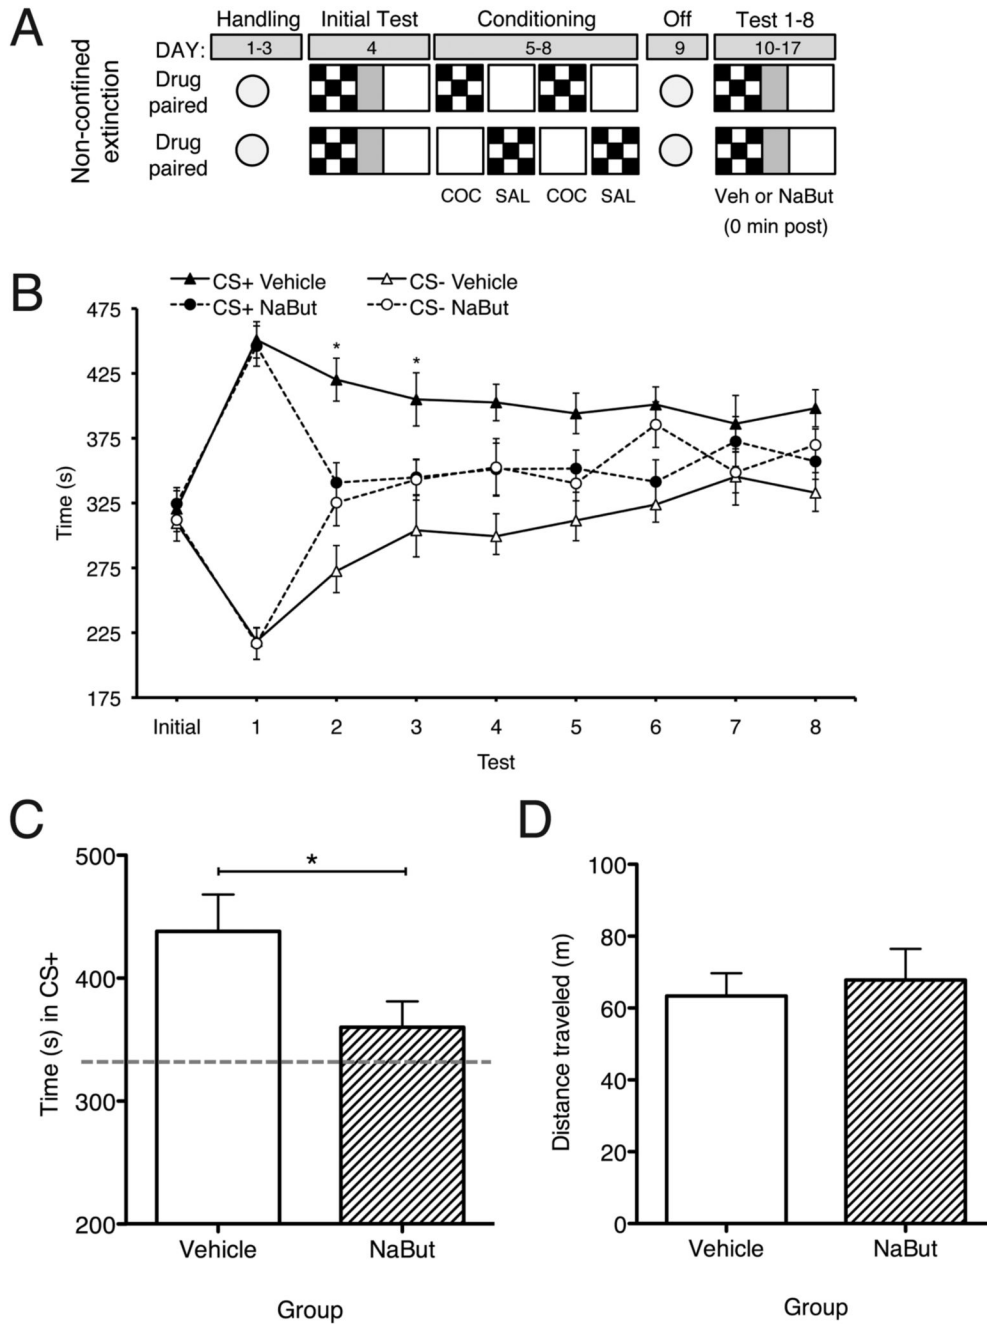 A
Handling Initial Test Conditioning Off Test 1-8
DAY: 1-3 4 5-8 9 10-17
Non-confined
extinction
Drug
paired
Drug
paired
COC SAL COC SAL Veh or NaBut
(0 min post)
B
CS+ Vehicle CS- Vehicle
CS+ NaBut CS- NaBut
475
425
375
325
275
225
175
Time (s)
* *
Initial 1 2 3 4 5 6 7 8
Test
C
500
400
300
200
Time (s) in CS+
*
Vehicle NaBut
Group
D
100
80
60
40
20
0
Distance traveled (m)
Vehicle NaBut
Group